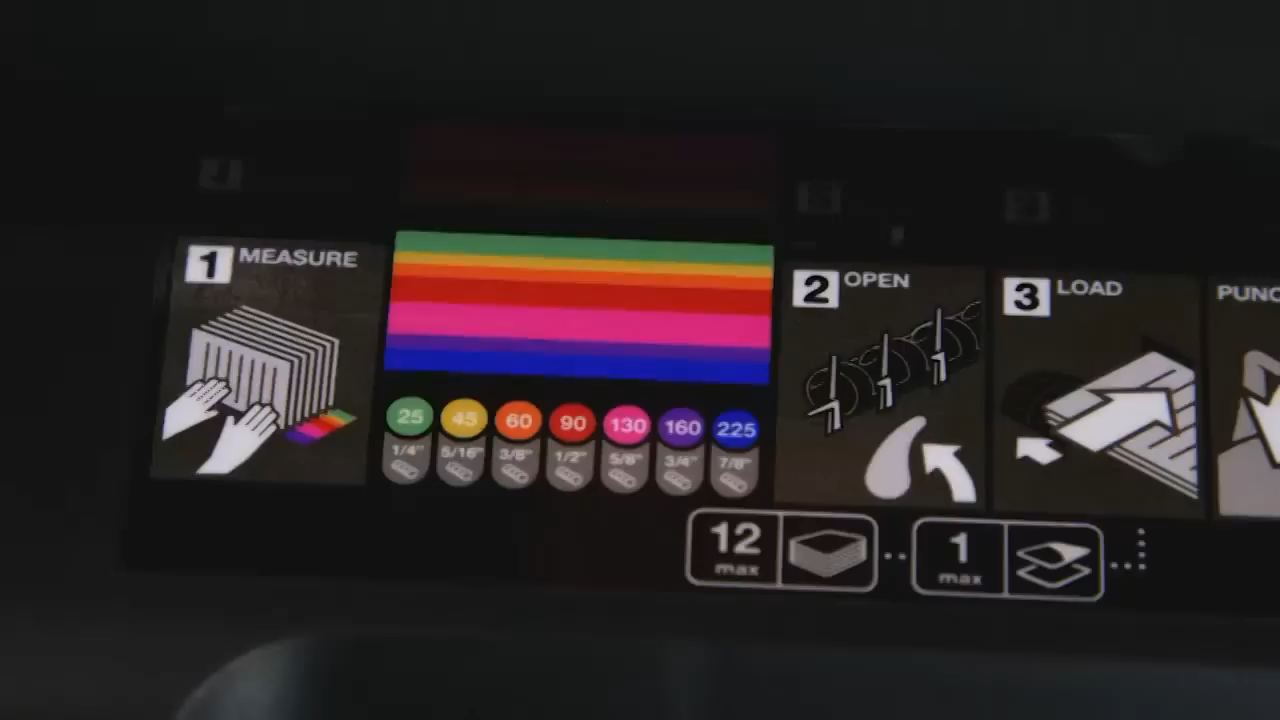 1 MEASURE
2 OPEN
3 LOAD
PUNC
25 45 60 90 130 160 225
1/4" 5/16" 3/8" 1/2" 5/8" 3/4" 7/8"
12 max
1 max